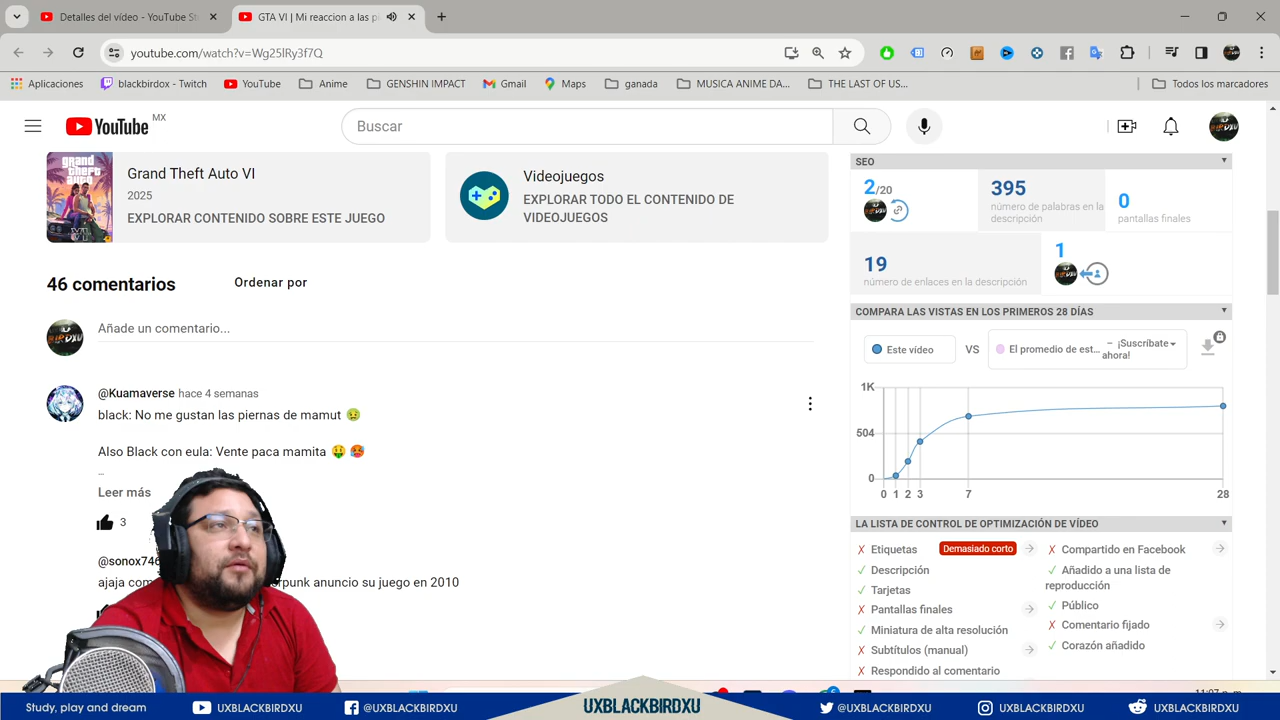 Detalles del vídeo - YouTube St
GTA VI | Mi reaccion a las pi
youtube.com/watch?v=Wg25lRy3f7Q
Aplicaciones
blackbirdox - Twitch
YouTube
Anime
GENSHIN IMPACT
Gmail
Maps
ganada
MUSICA ANIME DA...
THE LAST OF US...
Todos los marcadores
YouTube MX
Buscar
GRAND THEFT AUTO VI
Grand Theft Auto VI
2025
EXPLORAR CONTENIDO SOBRE ESTE JUEGO
Videojuegos
EXPLORAR TODO EL CONTENIDO DE
VIDEOJUEGOS
46 comentarios
Ordenar por
Añade un comentario...
@Kuamaverse hace 4 semanas
black: No me gustan las piernas de mamut 🤢
Also Black con eula: Vente paca mamita 🤑 🥵
..
Leer más
3
@sonox746
ajaja com
rpunk anuncio su juego en 2010
SEO
2/20
395
número de palabras en la
descripción
0
pantallas finales
19
número de enlaces en la descripción
1
COMPARA LAS VISTAS EN LOS PRIMEROS 28 DÍAS
Este vídeo
VS
El promedio de est...
– ¡Suscríbate
ahora!
1K
504
0
0 1 2 3 7 28
LA LISTA DE CONTROL DE OPTIMIZACIÓN DE VÍDEO
✗ Etiquetas
Demasiado corto
✓ Descripción
✓ Tarjetas
✗ Pantallas finales
✓ Miniatura de alta resolución
✗ Subtítulos (manual)
✗ Respondido al comentario
✗ Compartido en Facebook
✓ Añadido a una lista de
reproducción
✓ Público
✗ Comentario fijado
✓ Corazón añadido
Study, play and dream
UXBLACKBIRDXU
@UXBLACKBIRDXU
UXBLACKBIRDXU
@UXBLACKBIRDXU
UXBLACKBIRDXU
UXBLACKBIRDXU